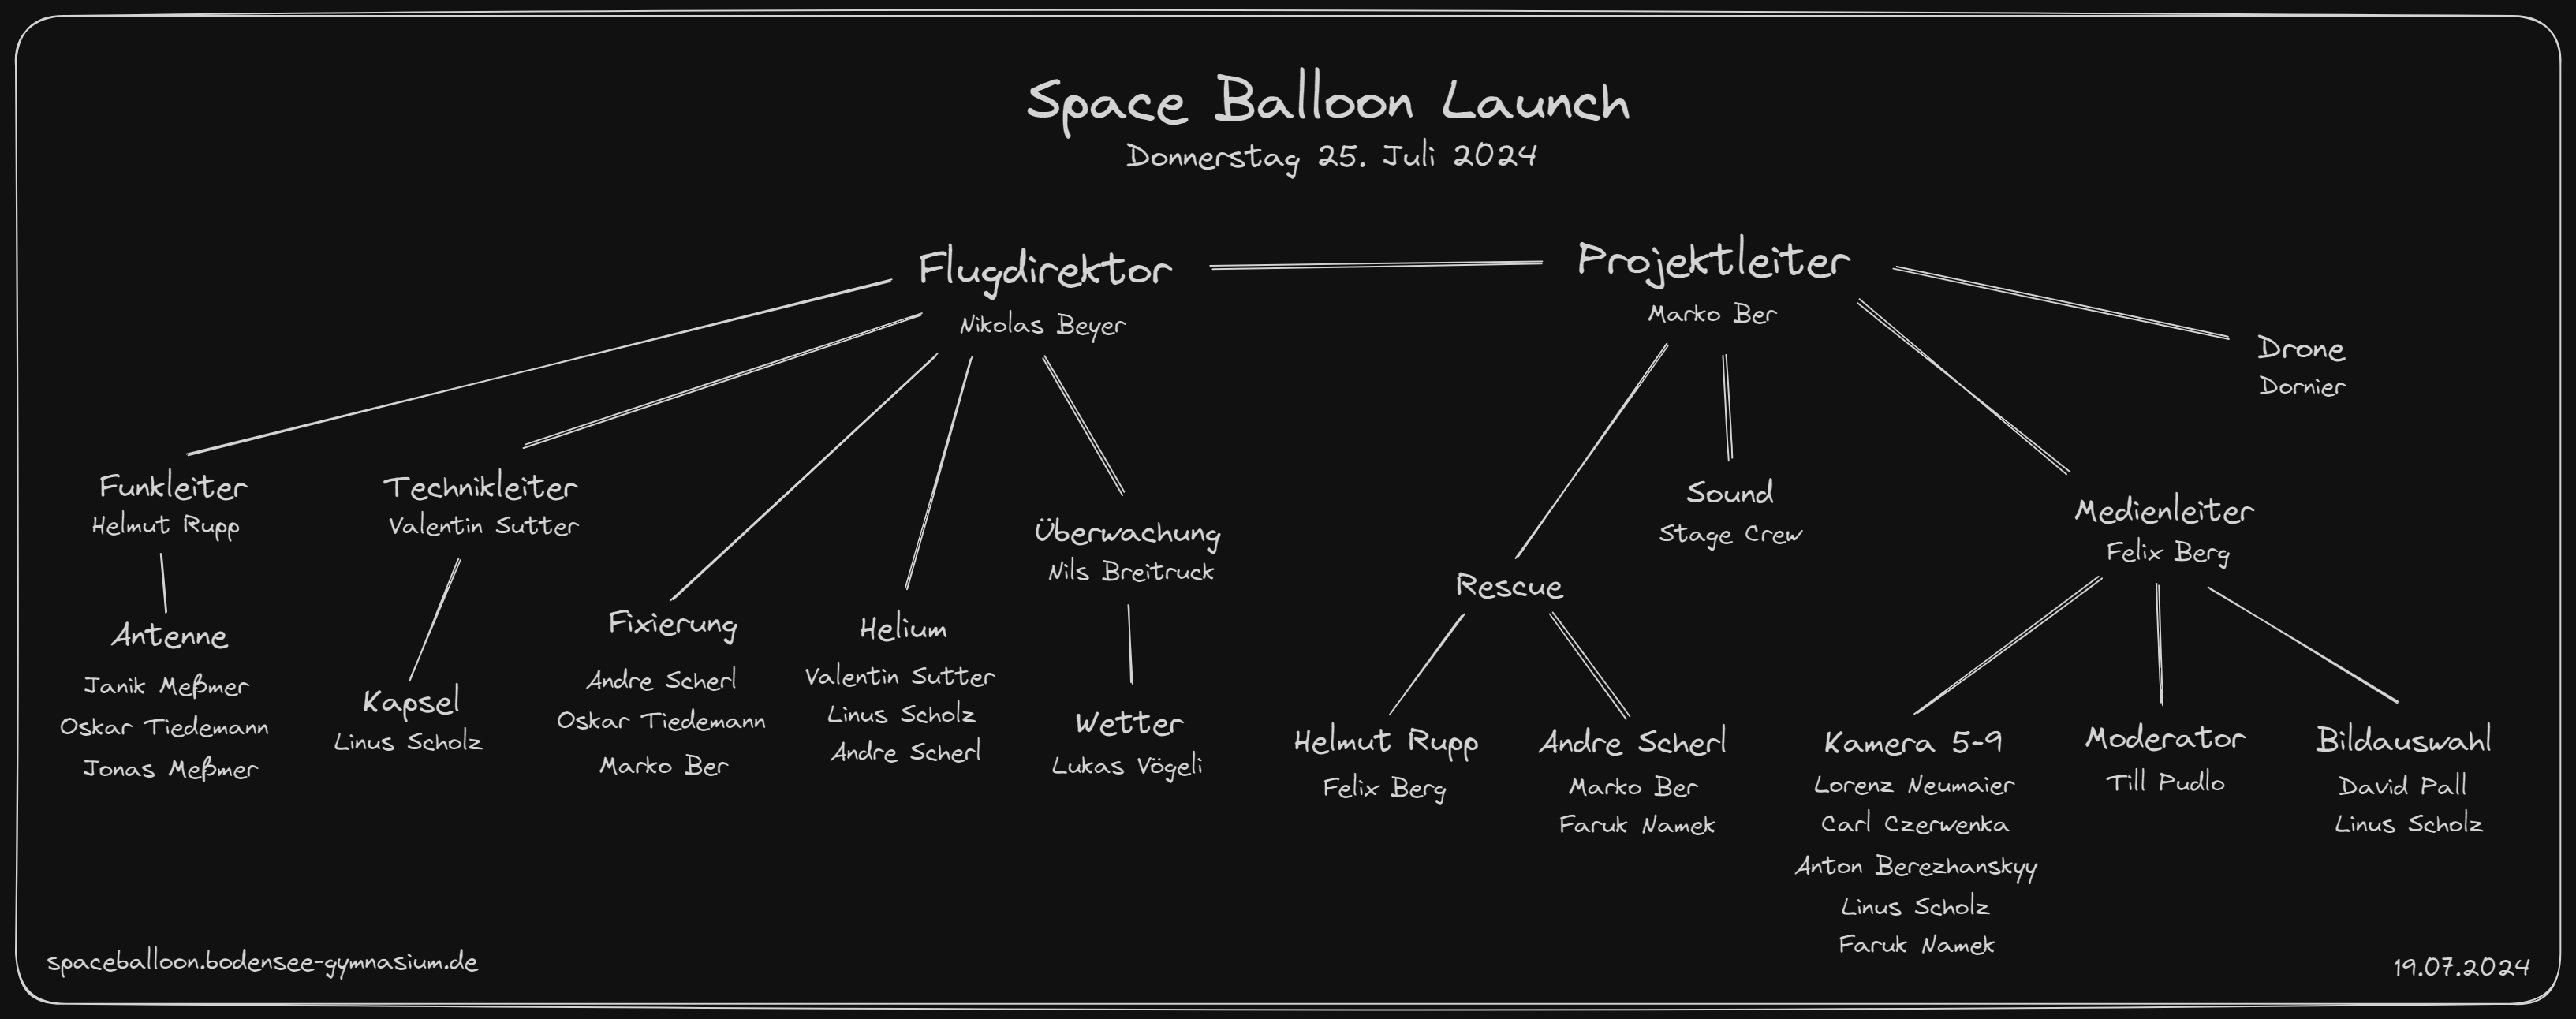 Space Balloon Launch
Donnerstag 25. Juli 2024
Flugdirektor
Nikolas Beyer
Projektleiter
Marko Ber
Drone
Dornier
Funkleiter
Helmut Rupp
Antenne
Janik Meßmer
Oskar Tiedemann
Jonas Meßmer
Technikleiter
Valentin Sutter
Kapsel
Linus Scholz
Fixierung
Andre Scherl
Oskar Tiedemann
Marko Ber
Helium
Valentin Sutter
Linus Scholz
Andre Scherl
Überwachung
Nils Breitruck
Wetter
Lukas Vögeli
Rescue
Helmut Rupp
Felix Berg
Andre Scherl
Marko Ber
Faruk Namek
Sound
Stage Crew
Medienleiter
Felix Berg
Kamera 5-9
Lorenz Neumaier
Carl Czerwenka
Anton Berezhanskyy
Linus Scholz
Faruk Namek
Moderator
Till Pudlo
Bildauswahl
David Pall
Linus Scholz
spaceballoon.bodensee-gymnasium.de
19.07.2024